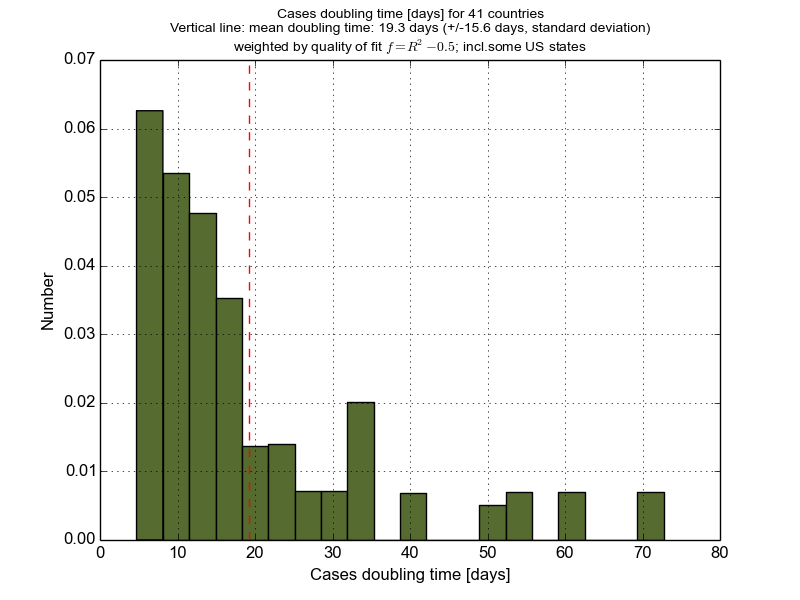 Cases doubling time [days] for 41 countries
Vertical line: mean doubling time: 19.3 days (+/-15.6 days, standard deviation)
weighted by quality of fit f=R² −0.5; incl.some US states
0.07
0.06
0.05
0.04
0.03
0.02
0.01
0.00
Number
0 10 20 30 40 50 60 70 80
Cases doubling time [days]